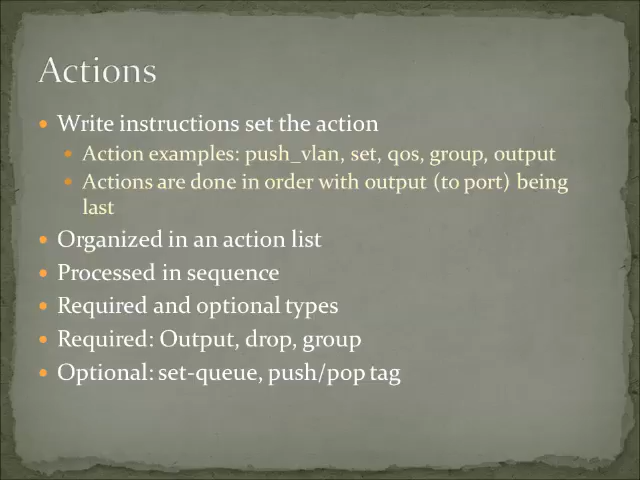 Actions
• Write instructions set the action
• Action examples: push_vlan, set, qos, group, output
• Actions are done in order with output (to port) being
last
• Organized in an action list
• Processed in sequence
• Required and optional types
• Required: Output, drop, group
• Optional: set-queue, push/pop tag